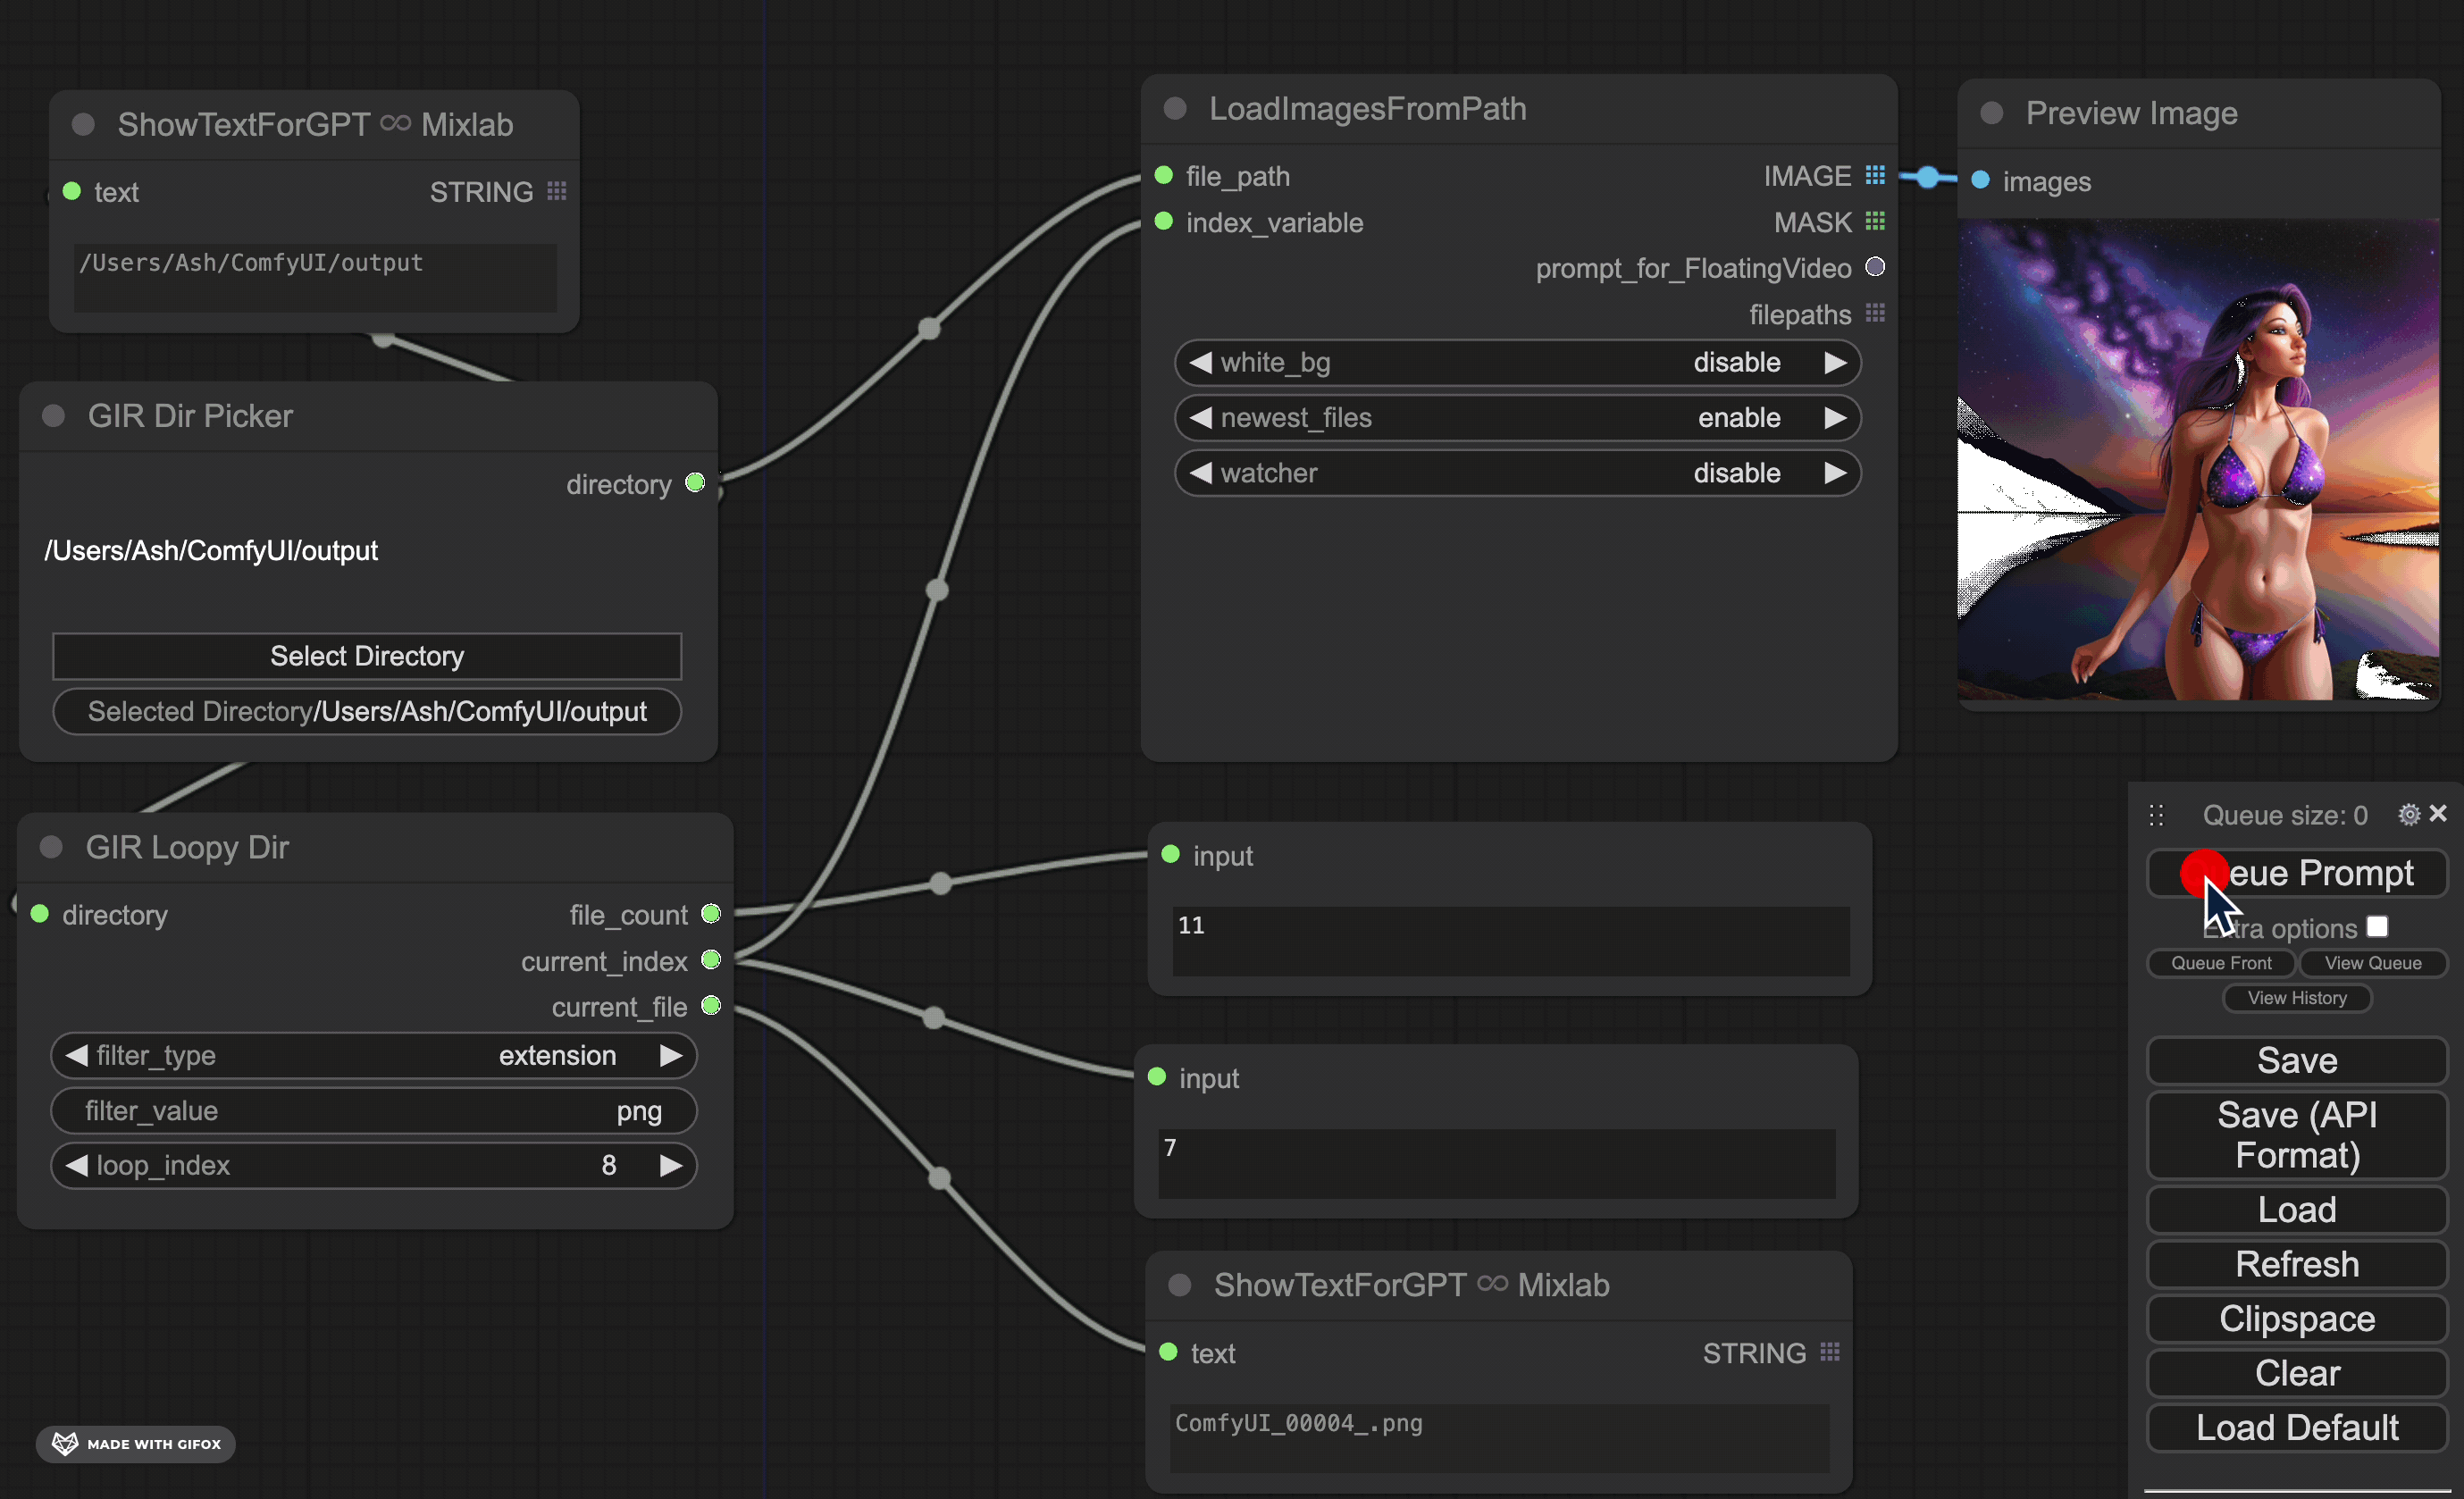 ShowTextForGPT ∞ Mixlab
text
STRING
/Users/Ash/ComfyUI/output
GIR Dir Picker
directory
/Users/Ash/ComfyUI/output
Select Directory
Selected Directory/Users/Ash/ComfyUI/output
GIR Loopy Dir
directory
file_count
current_index
current_file
filter_type extension
filter_value png
loop_index 8
MADE WITH GIFOX
LoadImagesFromPath
file_path
IMAGE
index_variable
MASK
prompt_for_FloatingVideo
filepaths
white_bg disable
newest_files enable
watcher disable
input
11
input
7
ShowTextForGPT ∞ Mixlab
text
STRING
ComfyUI_00004_.png
Preview Image
images
Queue size: 0
eue Prompt
tra options
Queue Front
View Queue
View History
Save
Save (API
Format)
Load
Refresh
Clipspace
Clear
Load Default